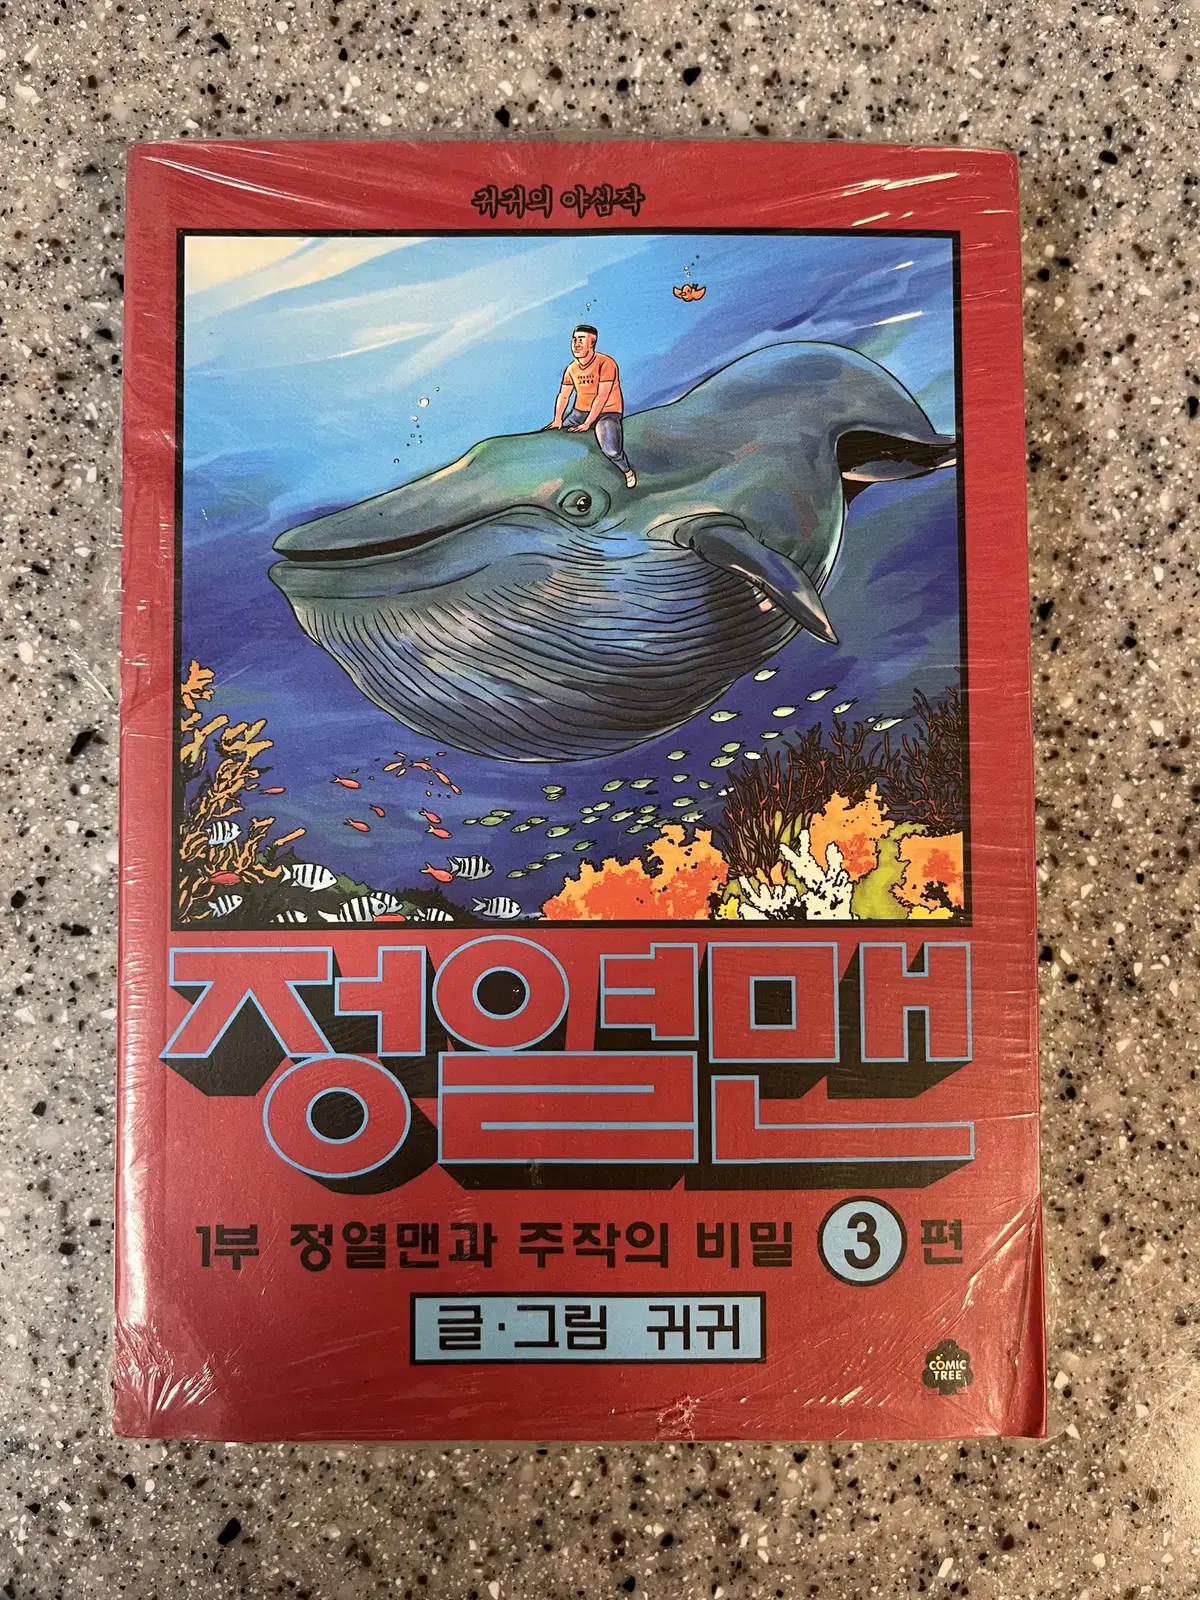 귀귀의 야심작
정열맨
1부 정열맨과 주작의 비밀 3 편
글·그림 귀귀
COMIC
TREE